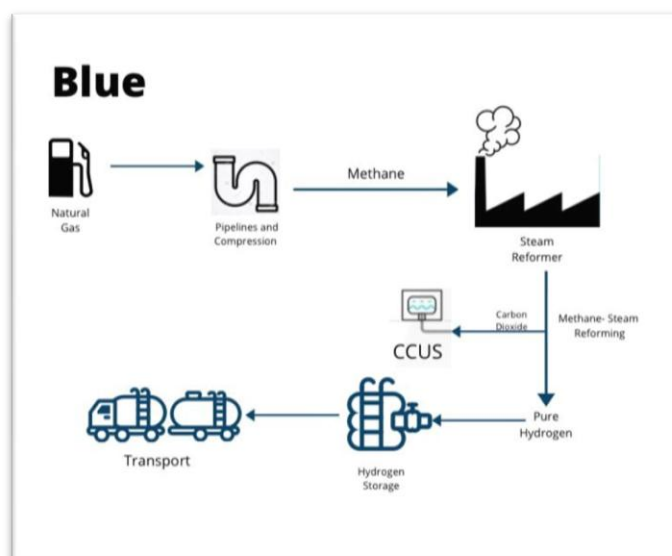 Blue
Natural
Gas
Pipelines and
Compression
Methane
Steam
Reformer
Carbon
Dioxide
Methane- Steam
Reforming
CCUS
Pure
Hydrogen
Hydrogen
Storage
Transport